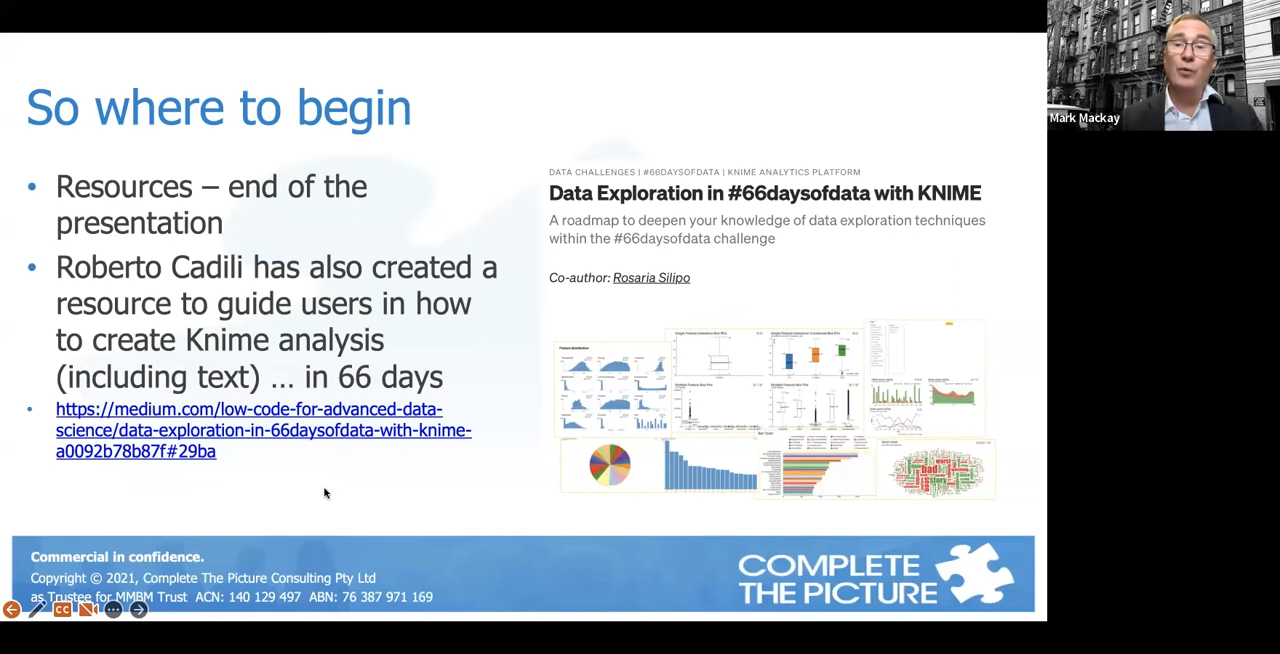 So where to begin
• Resources – end of the
presentation
• Roberto Cadili has also created a
resource to guide users in how
to create Knime analysis
(including text) ... in 66 days
• https://medium.com/low-code-for-advanced-data-
science/data-exploration-in-66daysofdata-with-knime-
a0092b78b87f#29ba
DATA CHALLENGES | #66DAYSOFDATA | KNIME ANALYTICS PLATFORM
Data Exploration in #66daysofdata with KNIME
A roadmap to deepen your knowledge of data exploration techniques
within the #66daysofdata challenge
Co-author: Rosaria Silipo
bad
story
worst
Commercial in confidence.
Copyright © 2021, Complete The Picture Consulting Pty Ltd
as Trustee for MMBM Trust ACN: 140 129 497 ABN: 76 387 971 169
CC
COMPLETE
THE PICTURE
Mark Mackay